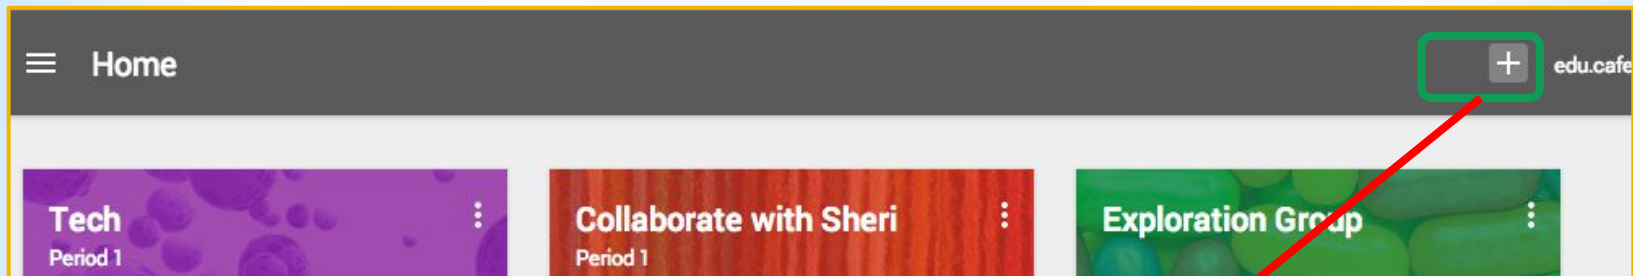 Home
edu.cafe
Tech
Period 1
Collaborate with Sheri
Period 1
Exploration Group